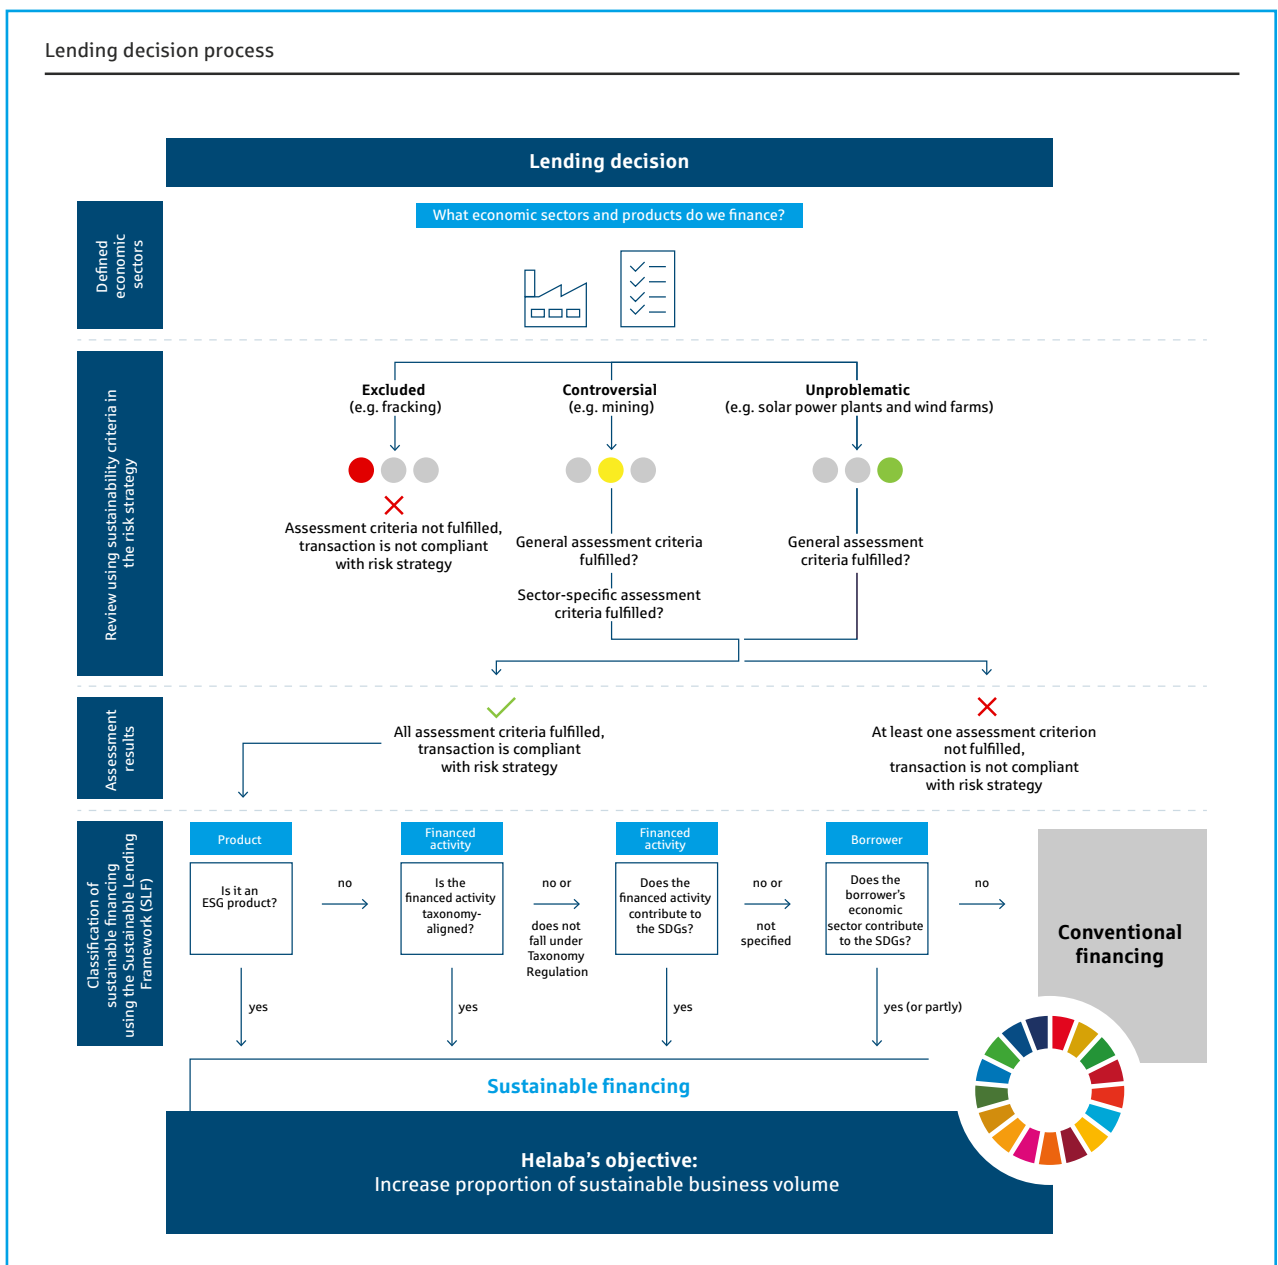 Lending decision process
Lending decision
What economic sectors and products do we finance?
Defined
economic
sectors
Review using sustainability criteria in
the risk strategy
Excluded
(e.g. fracking)
Controversial
(e.g. mining)
Unproblematic
(e.g. solar power plants and wind farms)
Assessment criteria not fulfilled,
transaction is not compliant
with risk strategy
General assessment criteria
fulfilled?
Sector-specific assessment
criteria fulfilled?
General assessment
criteria fulfilled?
Assessment
results
All assessment criteria fulfilled,
transaction is compliant
with risk strategy
At least one assessment criterion
not fulfilled,
transaction is not compliant
with risk strategy
Classification of
sustainable financing
using the Sustainable Lending
Framework (SLF)
Product
Is it an
ESG product?
no
yes
Financed
activity
Is the
financed activity
taxonomy-
aligned?
no or
does not
fall under
Taxonomy
Regulation
yes
Financed
activity
Does the
financed activity
contribute to
the SDGs?
no or
not
specified
yes
Borrower
Does the
borrower's
economic
sector contribute
to the SDGs?
no
yes (or partly)
Conventional
financing
Sustainable financing
Helaba's objective:
Increase proportion of sustainable business volume